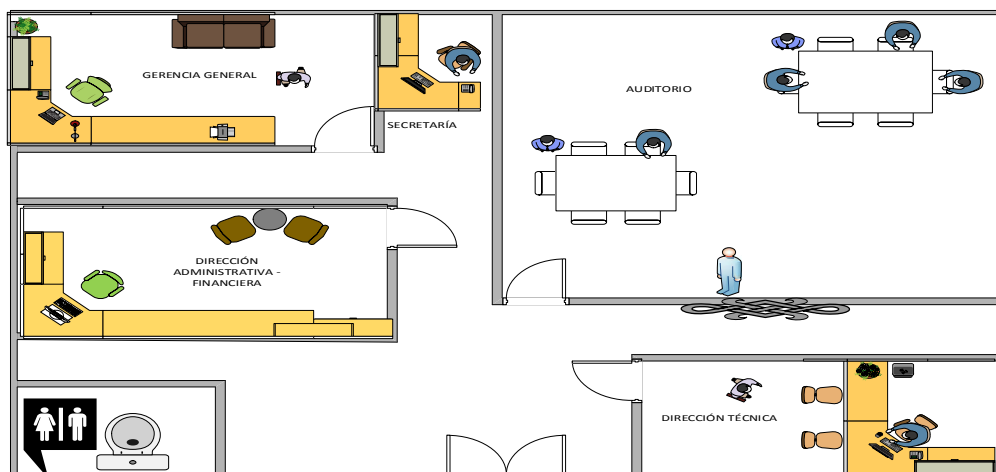 GERENCIA GENERAL
SECRETARÍA
AUDITORIO
DIRECCIÓN
ADMINISTRATIVA -
FINANCIERA
DIRECCIÓN TÉCNICA